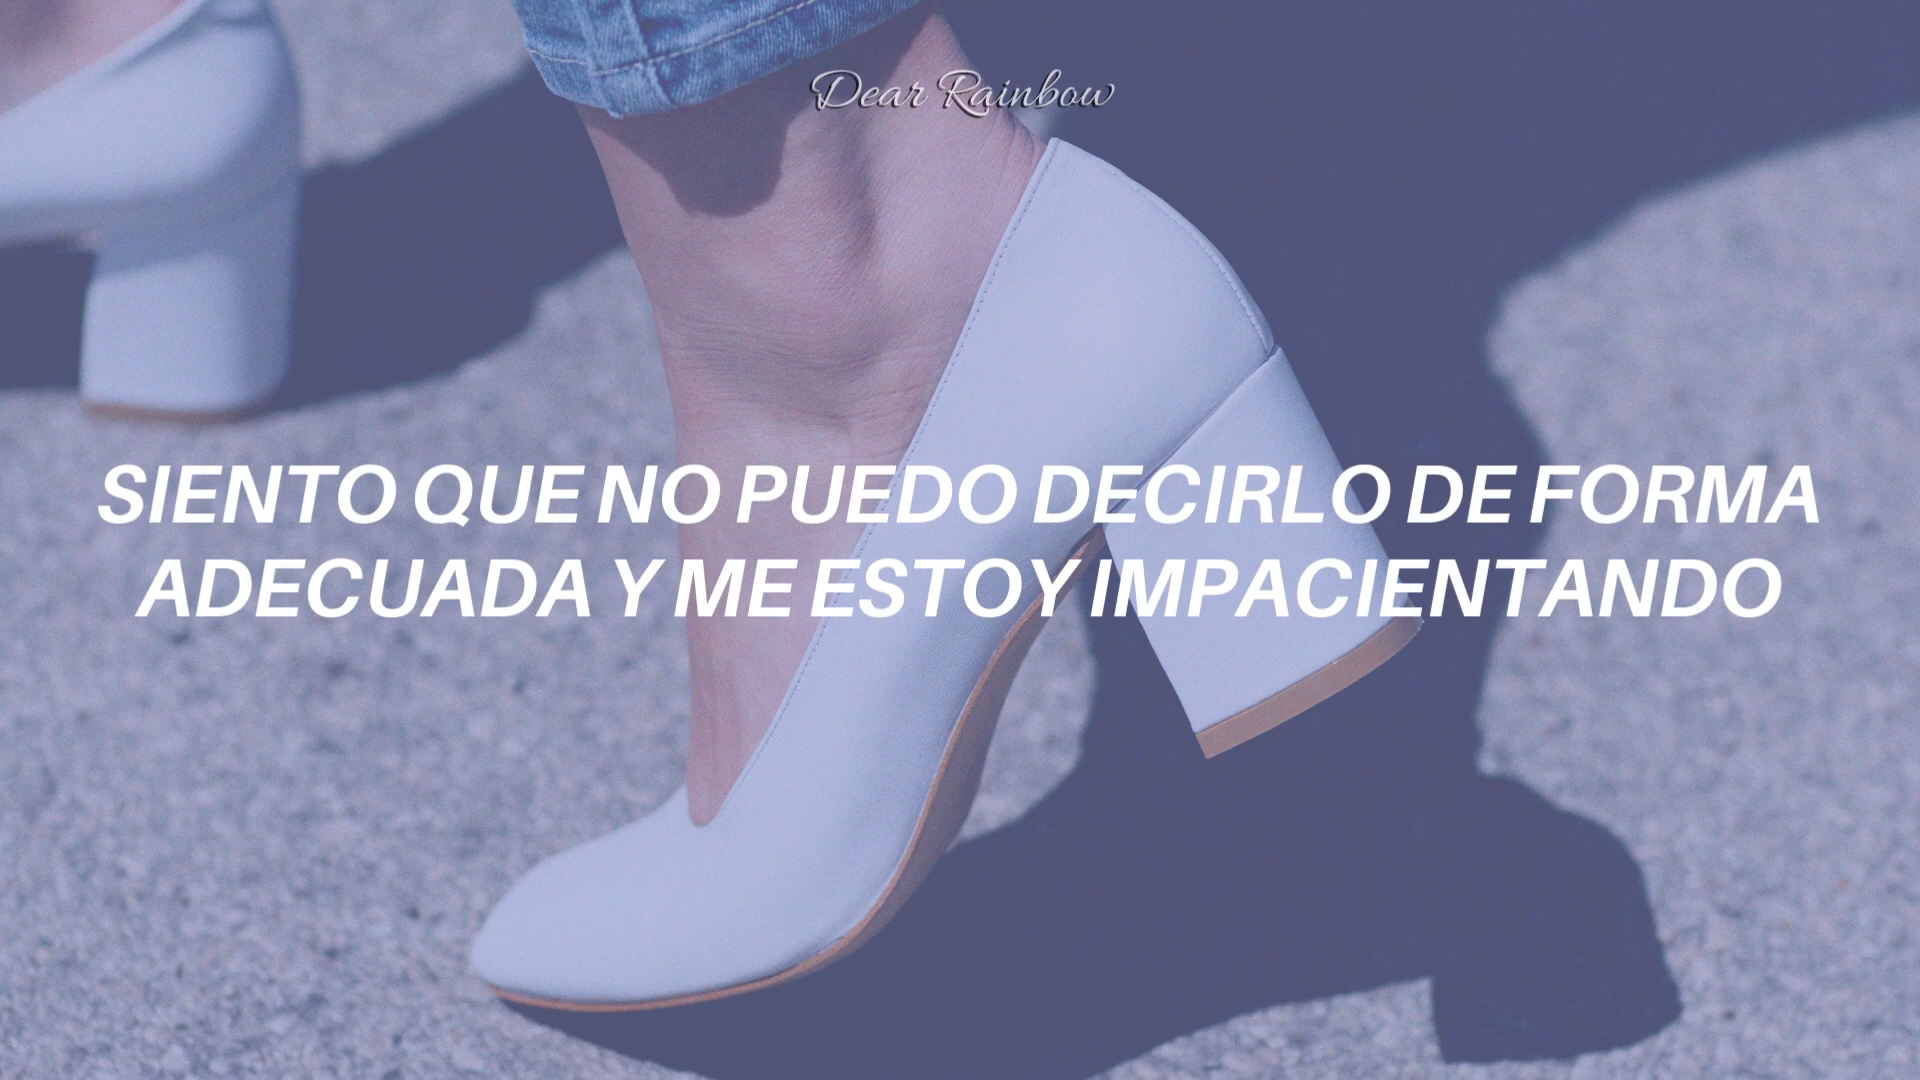 Dear Rainbow
SIENTO QUE NO PUEDO DECIRLO DE FORMA
ADECUADA Y ME ESTOY IMPACIENTANDO